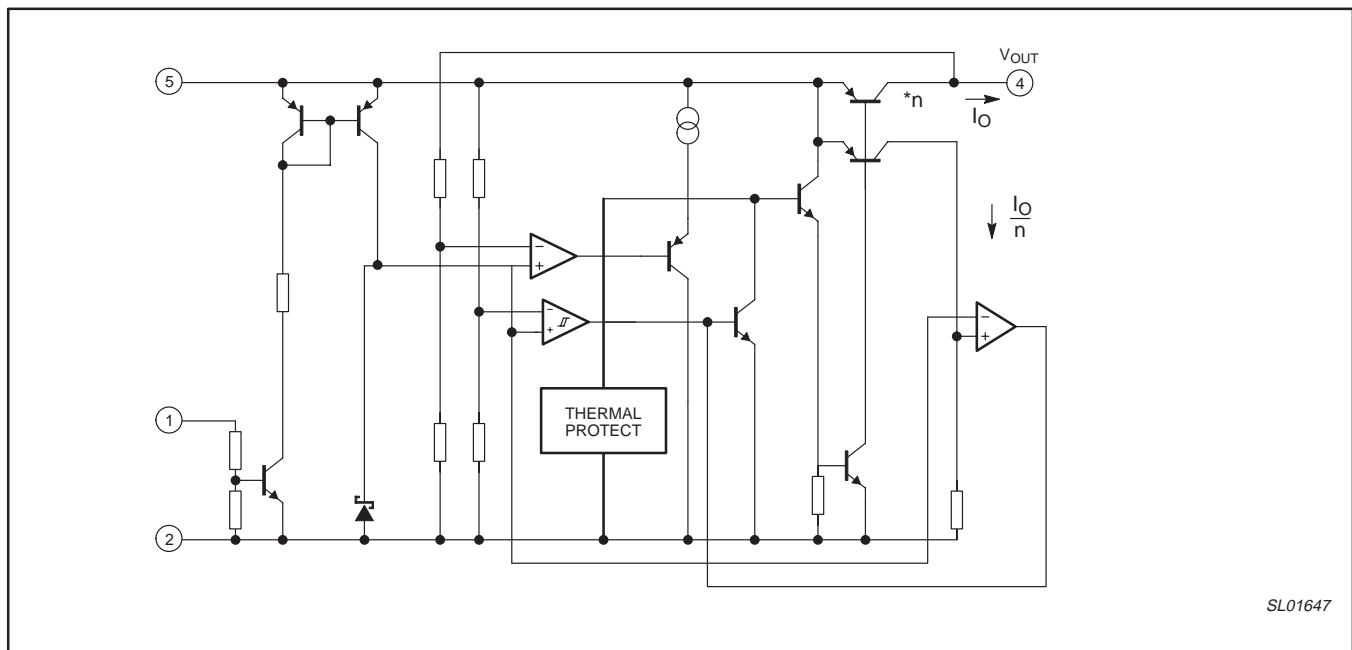 VOUT
5
4
*n
IO
IO
n
−
+
−
+
−
+
THERMAL
PROTECT
1
2
SL01647